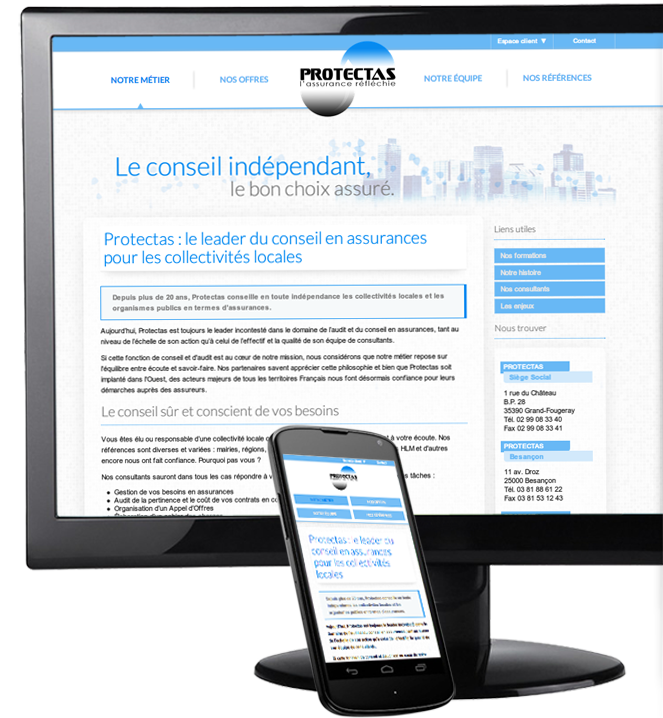 Espace client ▼ Contact
NOTRE MÉTIER
NOS OFFRES
PROTECTAS
l'assurance réfléchie
NOTRE ÉQUIPE
NOS RÉFÉRENCES
Le conseil indépendant,
le bon choix assuré.
Protectas : le leader du conseil en assurances
pour les collectivités locales
Depuis plus de 20 ans, Protectas conseille en toute indépendance les collectivités locales et les
organismes publics en termes d'assurances.
Aujourd'hui, Protectas est toujours le leader incontesté dans le domaine de l'audit et du conseil en assurances, tant au
niveau de l'échelle de son action qu'à celui de l'effectif et la qualité de son équipe de consultants.
Si cette fonction de conseil et d'audit est au cœur de notre mission, nous considérons que notre métier repose sur
l'équilibre entre écoute et savoir-faire. Nos partenaires savent apprécier cette philosophie et bien que Protectas soit
implanté dans l'Ouest, des acteurs majeurs de tous les territoires Français nous font désormais confiance pour leurs
démarches auprès des assureurs.
Le conseil sûr et conscient de vos besoins
Vous êtes élu ou responsable d'une collectivité locale à votre écoute. Nos
références sont diverses et variées : mairies, régions, HLM et d'autres
encore nous ont fait confiance. Pourquoi pas vous ?
Nos consultants sauront dans tous les cas répondre à tâches :
Gestion de vos besoins en assurances
Audit de la pertinence et le coût de vos contrats en
Organisation d'un Appel d'Offres
Liens utiles
Nos formations
Notre histoire
Nos consultants
Les enjeux
Nous trouver
PROTECTAS
Siège Social
1 rue du Château
B.P. 28
35390 Grand-Fougeray
Tél. 02 99 08 33 40
Fax 02 99 08 33 41
PROTECTAS
Besançon
11 av. Droz
25000 Besançon
Tél. 03 81 88 61 22
Fax 03 81 53 12 43
PROTECTAS
Protectas : le leader du
conseil en assurances
pour les collectivités
locales